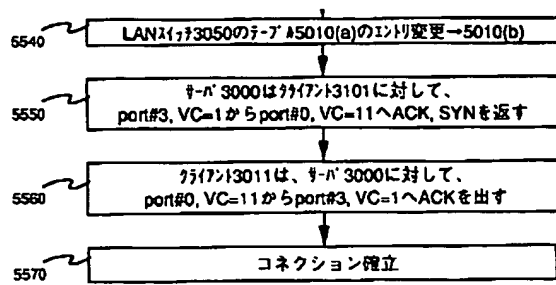 5540
LANｽｲｯﾁ3050のﾃｰﾌﾞﾙ5010(a)のｴﾝﾄﾘ変更→5010(b)
5550
ｻｰﾊﾞ3000はｸﾗｲｱﾝﾄ3101に対して、
port#3, VC=1からport#0, VC=11へACK, SYNを返す
5560
ｸﾗｲｱﾝﾄ3011は、ｻｰﾊﾞ3000に対して、
port#0, VC=11からport#3, VC=1へACKを出す
5570
コネクション確立